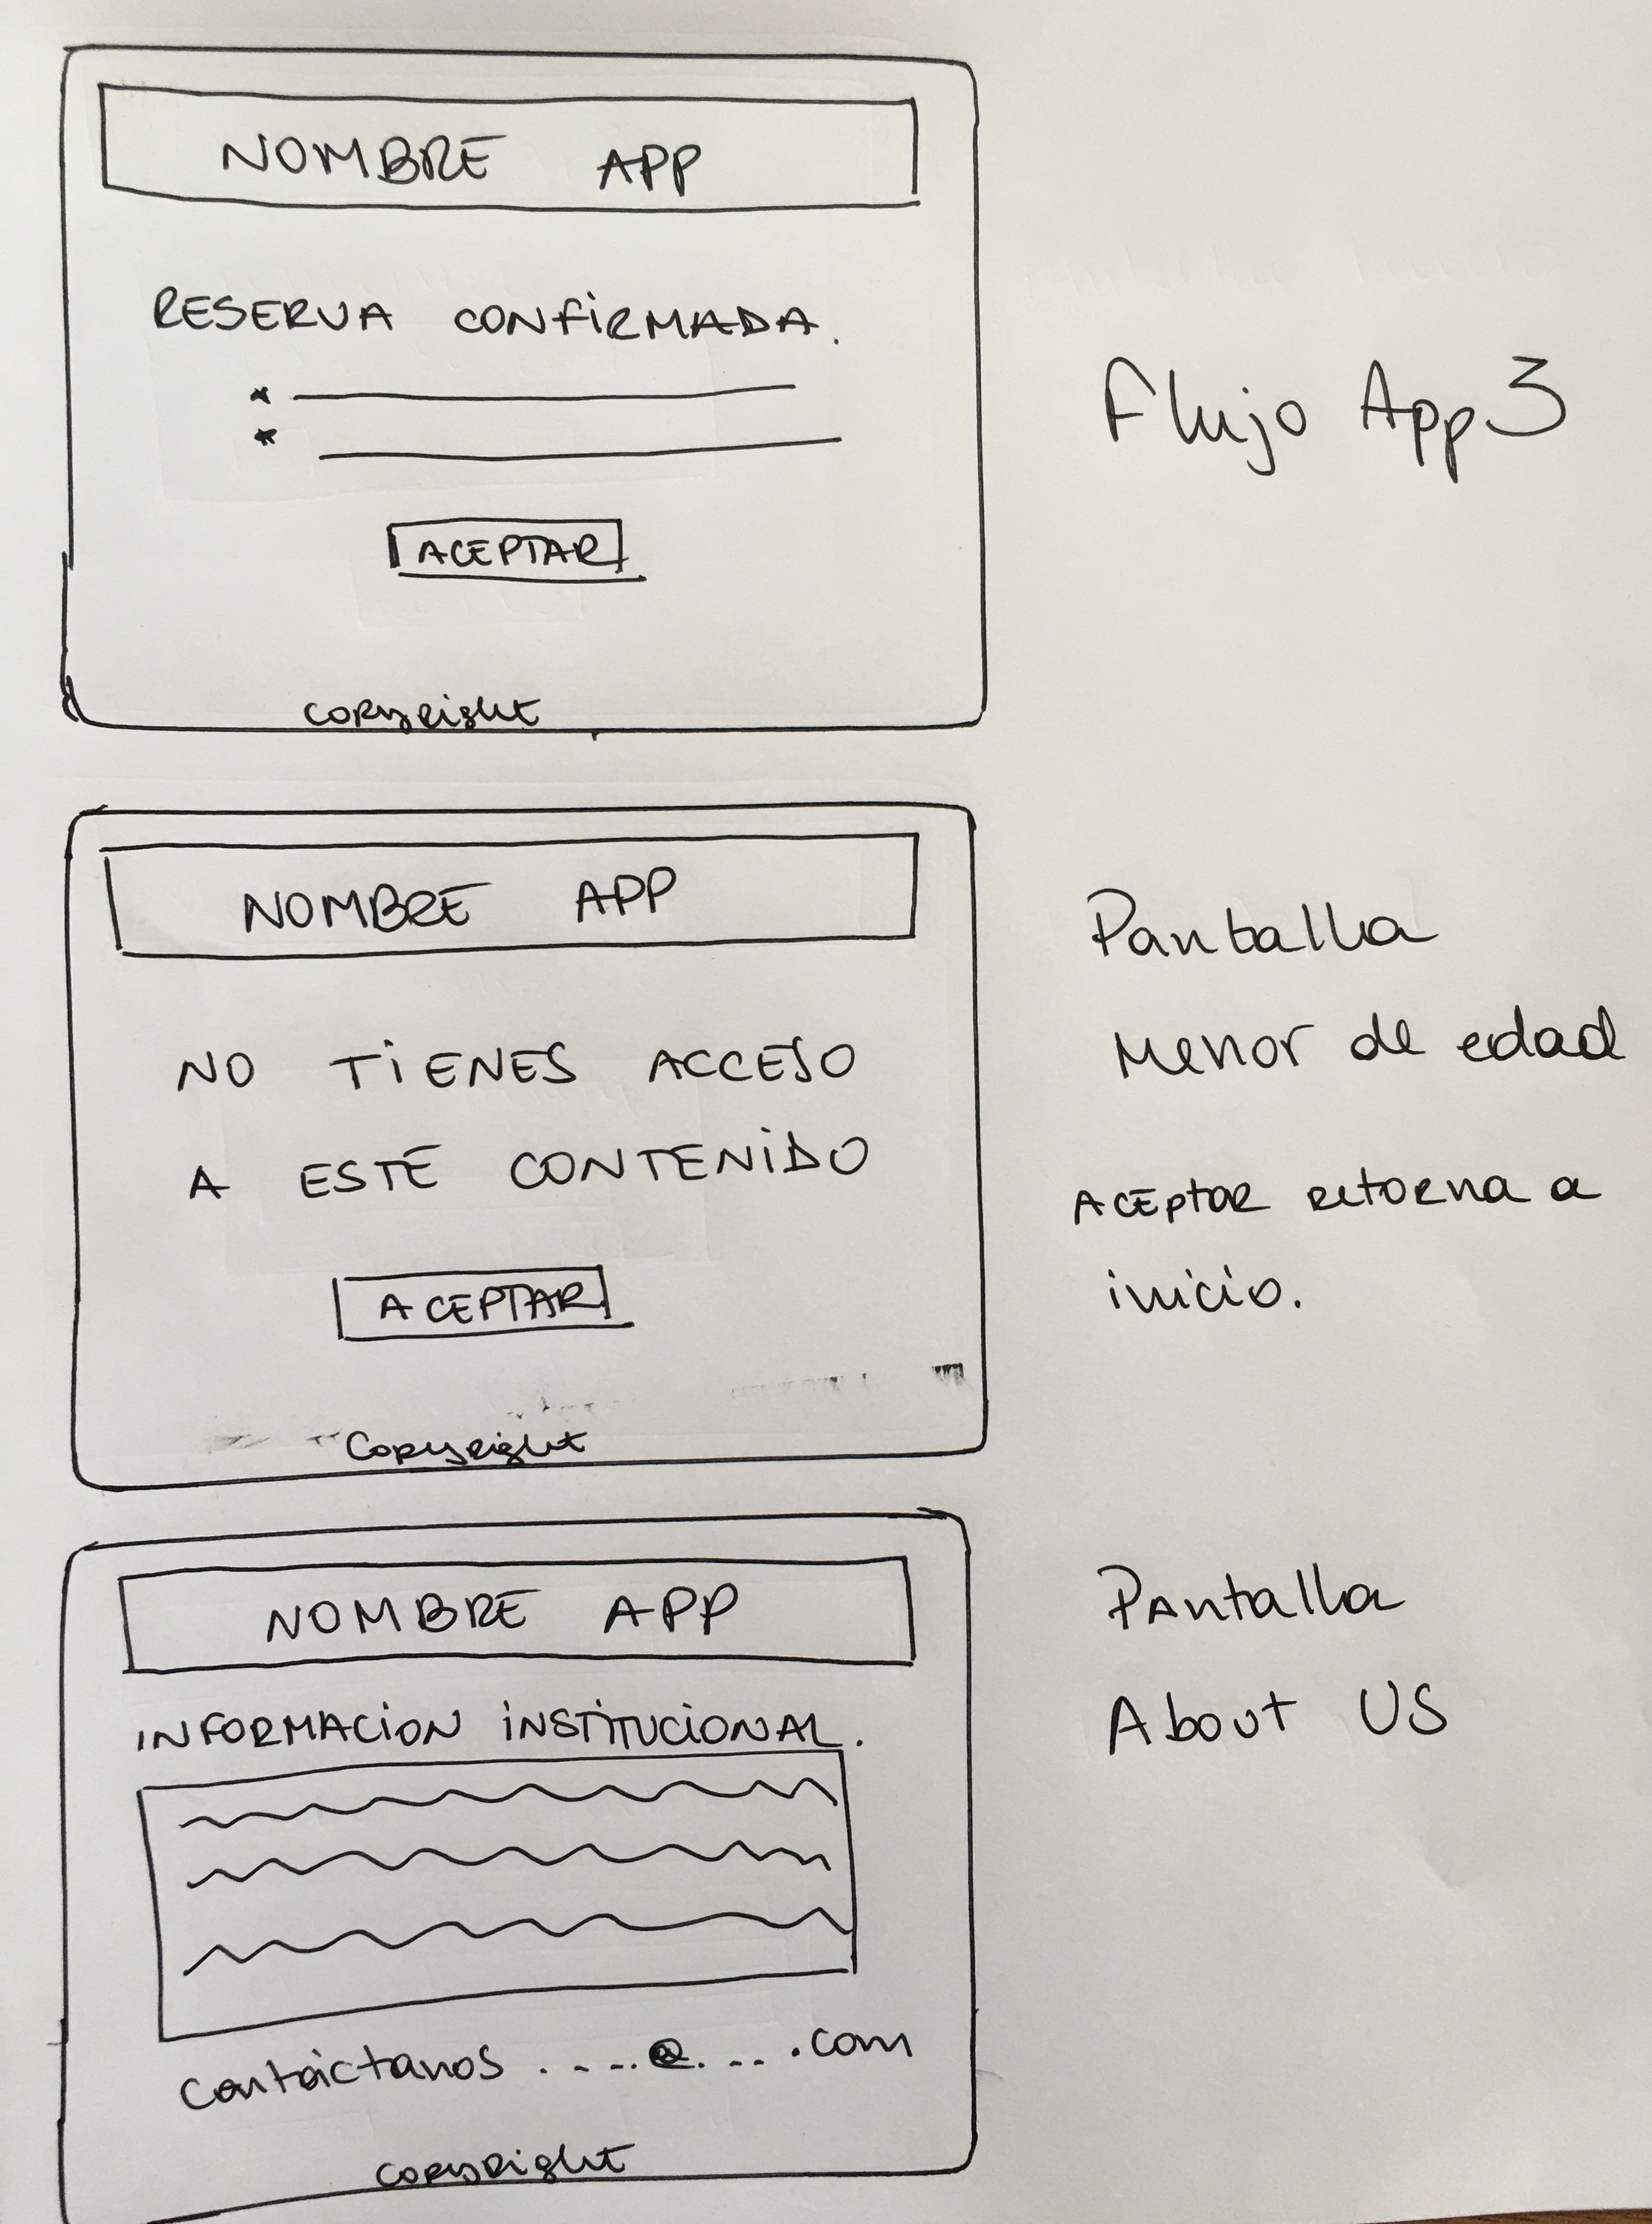 NOMBRE APP
RESERVA CONFIRMADA.
*
*
ACEPTAR
copyright
Flujo App 3
NOMBRE APP
NO TIENES ACCESO
A ESTE CONTENIDO
ACEPTAR
Copyright
Pantalla
Menor de edad
ACEptar retorna a
inicio.
NOMBRE APP
INFORMACION INSTITUCIONAL.
Contáctanos . - - .. @. - .. .com
copyright
Pantalla
About US